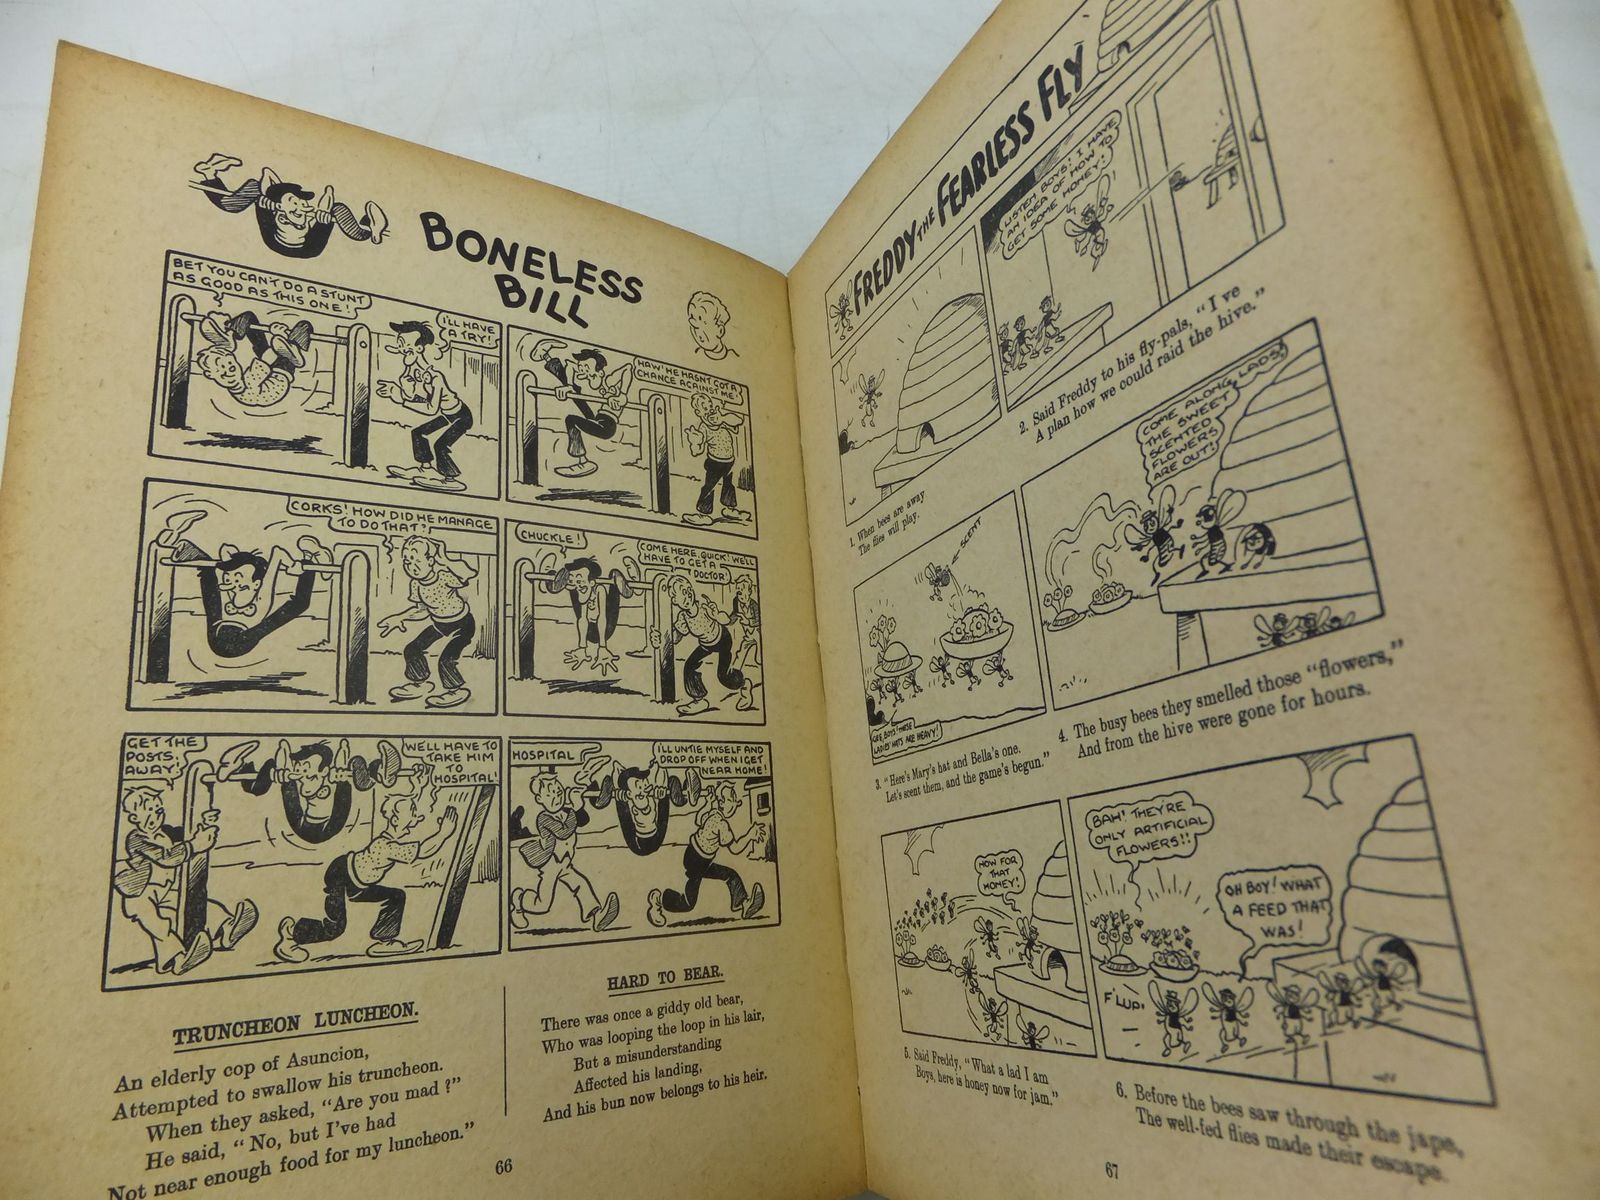 BONELESS
BILL
BET YOU CAN'T DO A STUNT
AS GOOD AS THIS ONE!
I'LL HAVE
A TRY!
HAW! HE HASN'T GOT A
CHANCE AGAINST ME!
CORKS! HOW DID HE MANAGE
TO DO THAT?
CHUCKLE!
COME HERE, QUICK! WE'LL
HAVE TO GET A
DOCTOR!
GET THE
POSTS
AWAY!
WE'LL HAVE TO
TAKE HIM
TO
HOSPITAL!
HOSPITAL
I'LL UNTIE MYSELF AND
DROP OFF WHEN I GET
NEAR HOME!
TRUNCHEON LUNCHEON.
An elderly cop of Asuncion,
Attempted to swallow his truncheon.
When they asked, "Are you mad?"
He said, "No, but I've had
Not near enough food for my luncheon."
HARD TO BEAR.
There was once a giddy old bear,
Who was looping the loop in his lair,
But a misunderstanding
Affected his landing,
And his bun now belongs to his heir.
66
FREDDY THE FEARLESS FLY
LISTEN BOYS! I HAVE
AN IDEA OF HOW TO
GET SOME HONEY!
1. When bees are away
The flies will play.
2. Said Freddy to his fly-pals, "I've
A plan how we could raid the hive."
SCENT
GEE BOYS! THESE
LADIES' HATS ARE HEAVY!
3. "Here's Mary's hat and Bella's one.
Let's scent them, and the game's begun."
COME ALONG, LADS!
THE SWEET
SCENTED
FLOWERS
ARE OUT!
4. The busy bees they smelled those "flowers,"
And from the hive were gone for hours.
NOW FOR
THAT
HONEY!
5. Said Freddy, "What a lad I am
Boys, here is honey now for jam."
BAH! THEY'RE
ONLY ARTIFICIAL
FLOWERS!!
OH BOY! WHAT
A FEED THAT
WAS!
F'LUP!
6. Before the bees saw through the jape,
The well-fed flies made their escape.
67